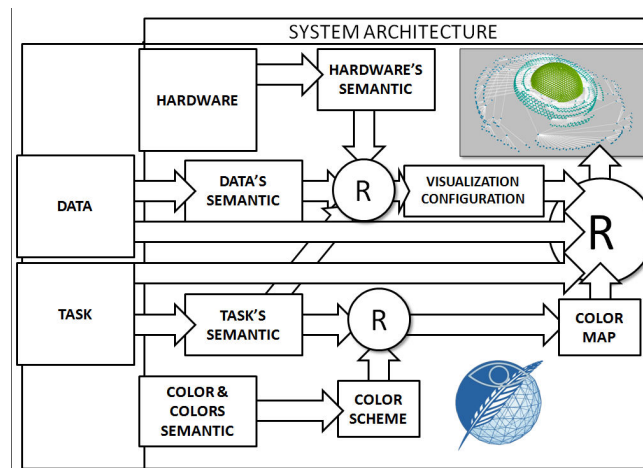 SYSTEM ARCHITECTURE
HARDWARE
HARDWARE'S
SEMANTIC
DATA
DATA'S
SEMANTIC
R
VISUALIZATION
CONFIGURATION
R
TASK
TASK'S
SEMANTIC
R
COLOR
MAP
COLOR &
COLORS
SEMANTIC
COLOR
SCHEME